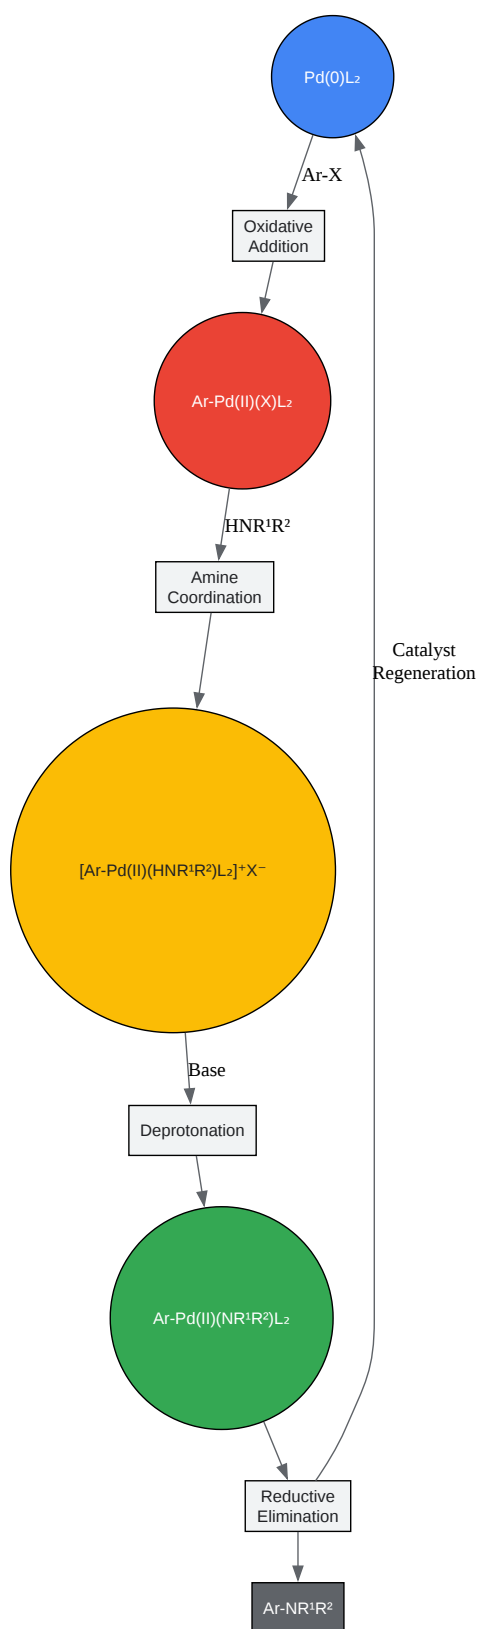 Pd(0)L₂
Ar-X
Oxidative
Addition
Ar-Pd(II)(X)L₂
HNR¹R²
Amine
Coordination
Catalyst
Regeneration
[Ar-Pd(II)(HNR¹R²)L₂]⁺X⁻
Base
Deprotonation
Ar-Pd(II)(NR¹R²)L₂
Reductive
Elimination
Ar-NR¹R²